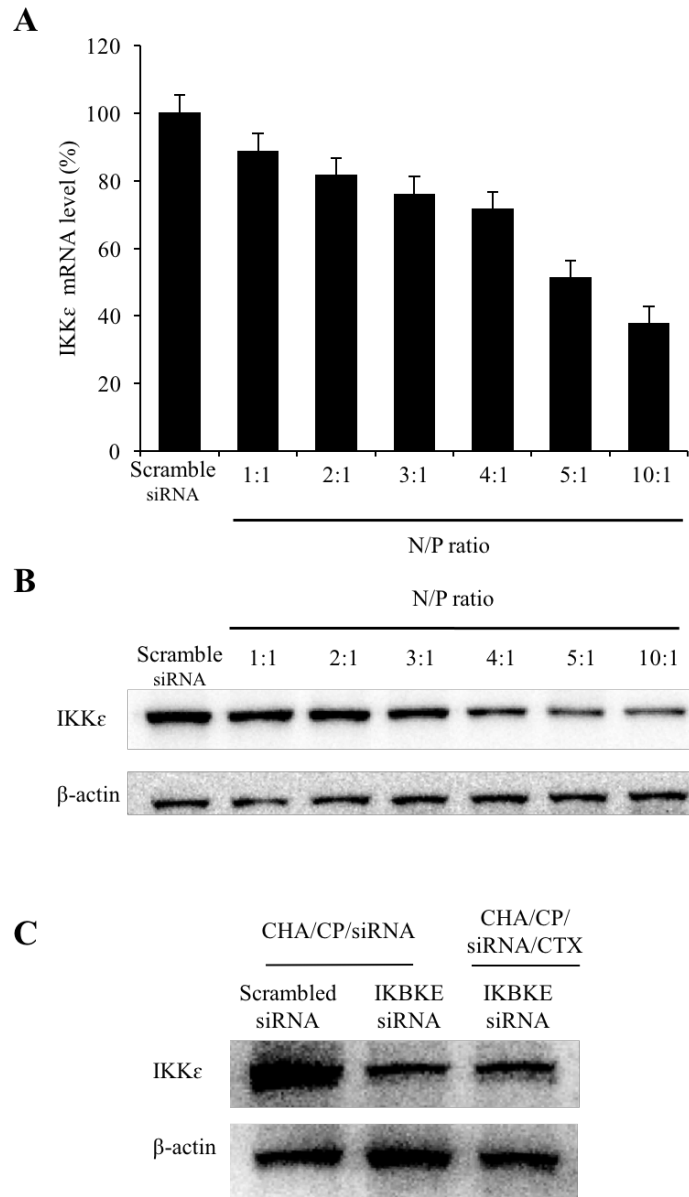 A
IKKε mRNA level (%)
120
100
80
60
40
20
0
Scramble
siRNA
1:1 2:1 3:1 4:1 5:1 10:1
N/P ratio
B
N/P ratio
Scramble
siRNA
1:1 2:1 3:1 4:1 5:1 10:1
IKKε
β-actin
C
CHA/CP/siRNA
CHA/CP/
siRNA/CTX
Scrambled
siRNA
IKBKE
siRNA
IKBKE
siRNA
IKKε
β-actin